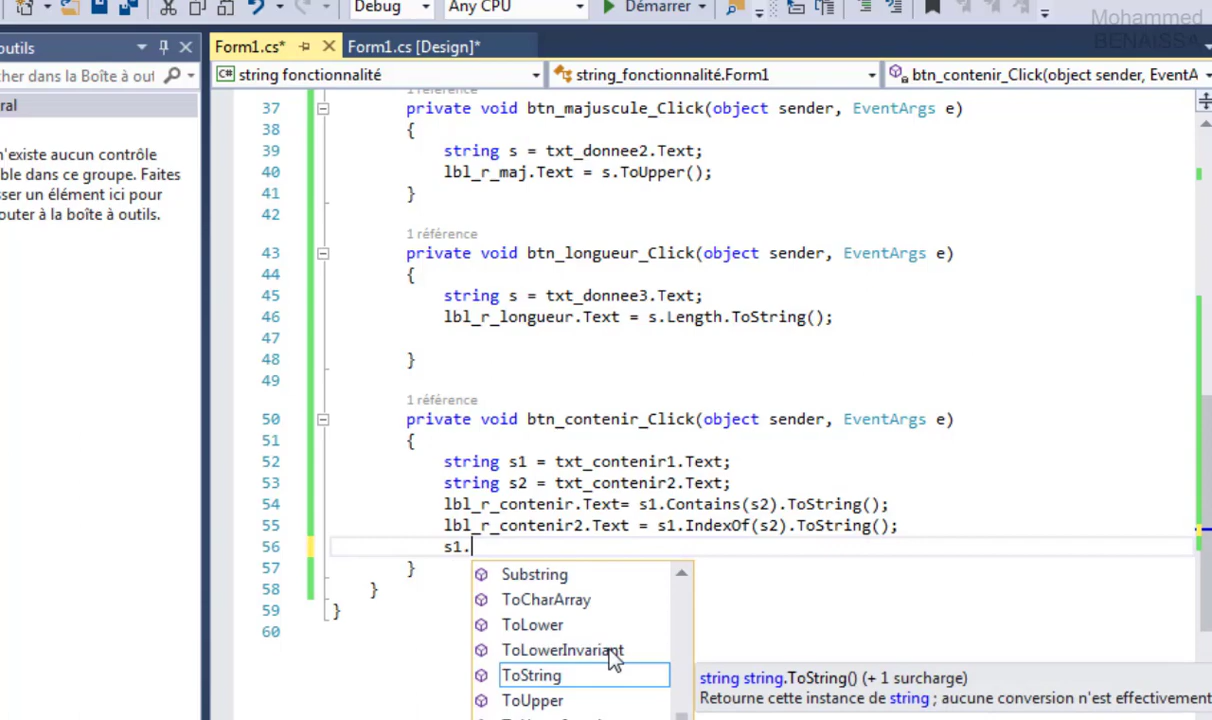 Debug
Any CPU
Démarrer
Mohammed
BENAISSA
outils
Form1.cs*
Form1.cs [Design]*
cher dans la Boîte à out
string fonctionnalité
string_fonctionnalité.Form1
btn_contenir_Click(object sender, EventA
ral
n'existe aucun contrôle
ble dans ce groupe. Faites
sser un élément ici pour
outer à la boîte à outils.
1 référence
37 private void btn_majuscule_Click(object sender, EventArgs e)
38 {
39 string s = txt_donnee2.Text;
40 lbl_r_maj.Text = s.ToUpper();
41 }
42
1 référence
43 private void btn_longueur_Click(object sender, EventArgs e)
44 {
45 string s = txt_donnee3.Text;
46 lbl_r_longueur.Text = s.Length.ToString();
47
48 }
49
1 référence
50 private void btn_contenir_Click(object sender, EventArgs e)
51 {
52 string s1 = txt_contenir1.Text;
53 string s2 = txt_contenir2.Text;
54 lbl_r_contenir.Text= s1.Contains(s2).ToString();
55 lbl_r_contenir2.Text = s1.IndexOf(s2).ToString();
56 s1.
57 }
58 }
59 }
60
Substring
ToCharArray
ToLower
ToLowerInvariant
ToString
ToUpper
string string.ToString() (+ 1 surcharge)
Retourne cette instance de string ; aucune conversion n'est effectivement